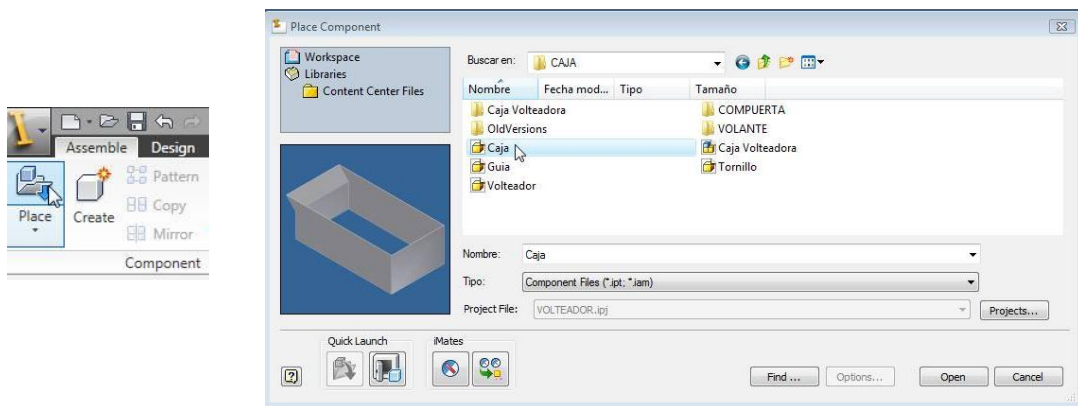 Assemble Design
Place
Create
Pattern
Copy
Mirror
Component
Place Component
Workspace
Libraries
Content Center Files
Buscar en: CAJA
Nombre Fecha mod... Tipo Tamaño
Caja Volteadora COMPUERTA
OldVersions VOLANTE
Caja Caja Volteadora
Guia Tornillo
Volteador
Nombre: Caja
Tipo: Component Files (*.ipt; *.iam)
Project File: VOLTEADOR.ipj Projects...
Quick Launch iMates
Find ... Options... Open Cancel